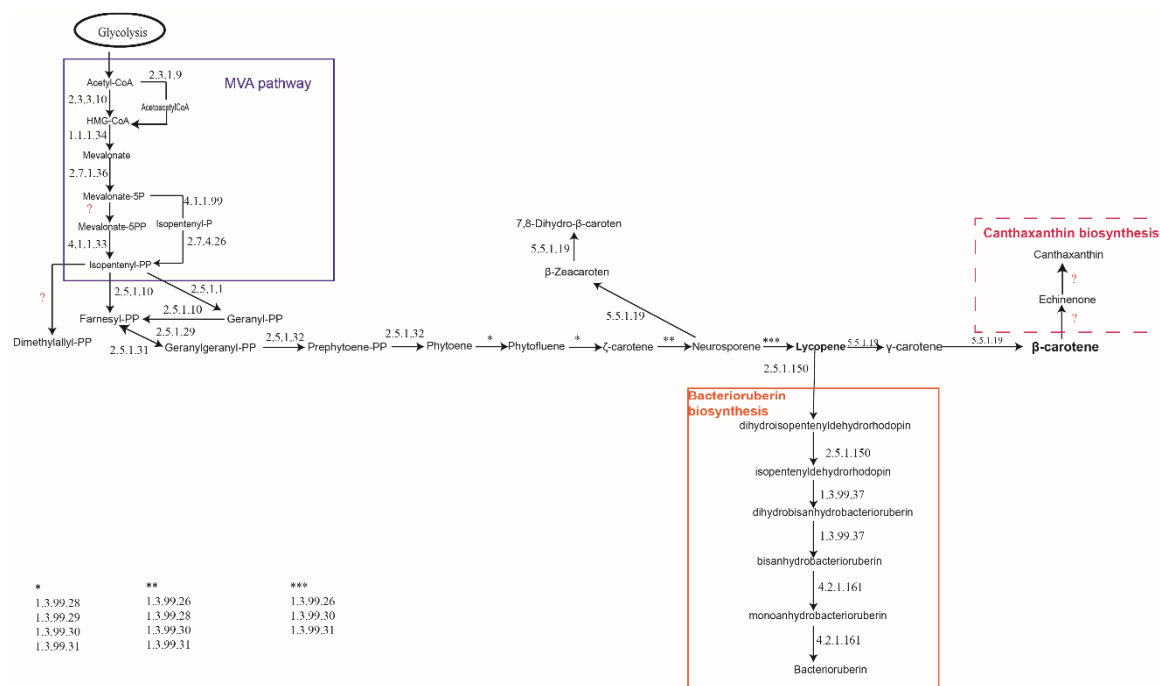 Glycolysis
MVA pathway
Acetyl-CoA
2.3.1.9
2.3.3.10
AcetoacetylCoA
HMG-CoA
1.1.1.34
Mevalonate
2.7.1.36
Mevalonate-5P
4.1.1.99
?
Isopentenyl-P
Mevalonate-5PP
4.1.1.33
2.7.4.26
Isopentenyl-PP
?
2.5.1.10
2.5.1.1
Farnesyl-PP
2.5.1.10
Geranyl-PP
Dimethylallyl-PP
2.5.1.29
2.5.1.31
Geranylgeranyl-PP
2.5.1.32
Prephytoene-PP
2.5.1.32
Phytoene
*
Phytofluene
*
ζ-carotene
**
Neurosporene
***
Lycopene
5.5.1.19
γ-carotene
5.5.1.19
β-carotene
7,8-Dihydro-β-caroten
5.5.1.19
β-Zeacaroten
5.5.1.19
Canthaxanthin biosynthesis
Canthaxanthin
?
Echinenone
?
2.5.1.150
Bacterioruberin
biosynthesis
dihydroisopentenyldehydrorhodopin
2.5.1.150
isopentenyldehydrorhodopin
1.3.99.37
dihydrobisanhydrobacterioruberin
1.3.99.37
bisanhydrobacterioruberin
4.2.1.161
monoanhydrobacterioruberin
4.2.1.161
Bacterioruberin
*
1.3.99.28
1.3.99.29
1.3.99.30
1.3.99.31
**
1.3.99.26
1.3.99.28
1.3.99.30
1.3.99.31
***
1.3.99.26
1.3.99.30
1.3.99.31